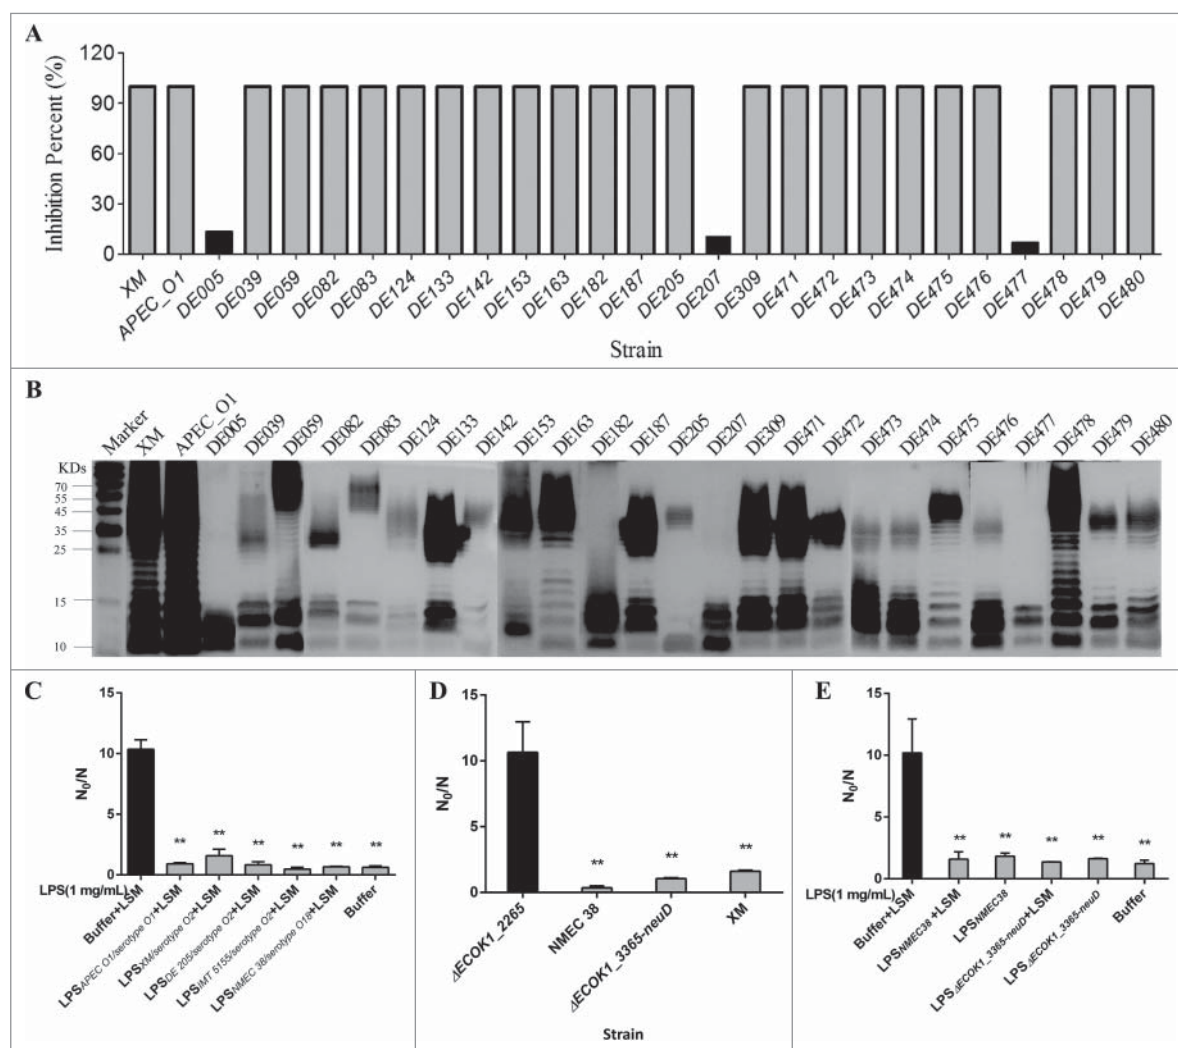 A
120
90
60
30
0
Inhibition Percent (%)
XM
APEC_O1
DE005
DE039
DE059
DE082
DE083
DE124
DE133
DE142
DE153
DE163
DE182
DE187
DE205
DE207
DE309
DE471
DE472
DE473
DE474
DE475
DE476
DE477
DE478
DE479
DE480
Strain
B
Marker
XM
APEC_O1
DE005
DE039
DE059
DE082
DE083
DE124
DE133
DE142
DE153
DE163
DE182
DE187
DE205
DE207
DE309
DE471
DE472
DE473
DE474
DE475
DE476
DE477
DE478
DE479
DE480
KDs
70
55
45
35
25
15
10
C
15
10
5
0
N0/N
** ** ** ** ** **
LPS(1 mg/mL)
Buffer+LSM
LPSAPEC O1/serotype O1+LSM
LPSXM/serotype O2+LSM
LPSDE 205/serotype O2+LSM
LPSIMT 5155/serotype O2+LSM
LPSNMEC 38/serotype O18+LSM
Buffer
D
15
10
5
0
N0/N
** ** **
ΔECOK1_2265
NMEC 38
ΔECOK1_3365-neuD
XM
Strain
E
15
10
5
0
N0/N
** ** ** ** **
LPS(1 mg/mL)
Buffer+LSM
LPSNMEC38+LSM
LPSNMEC38
LPSΔECOK1_3365-neuD+LSM
LPSΔECOK1_3365-neuD
Buffer